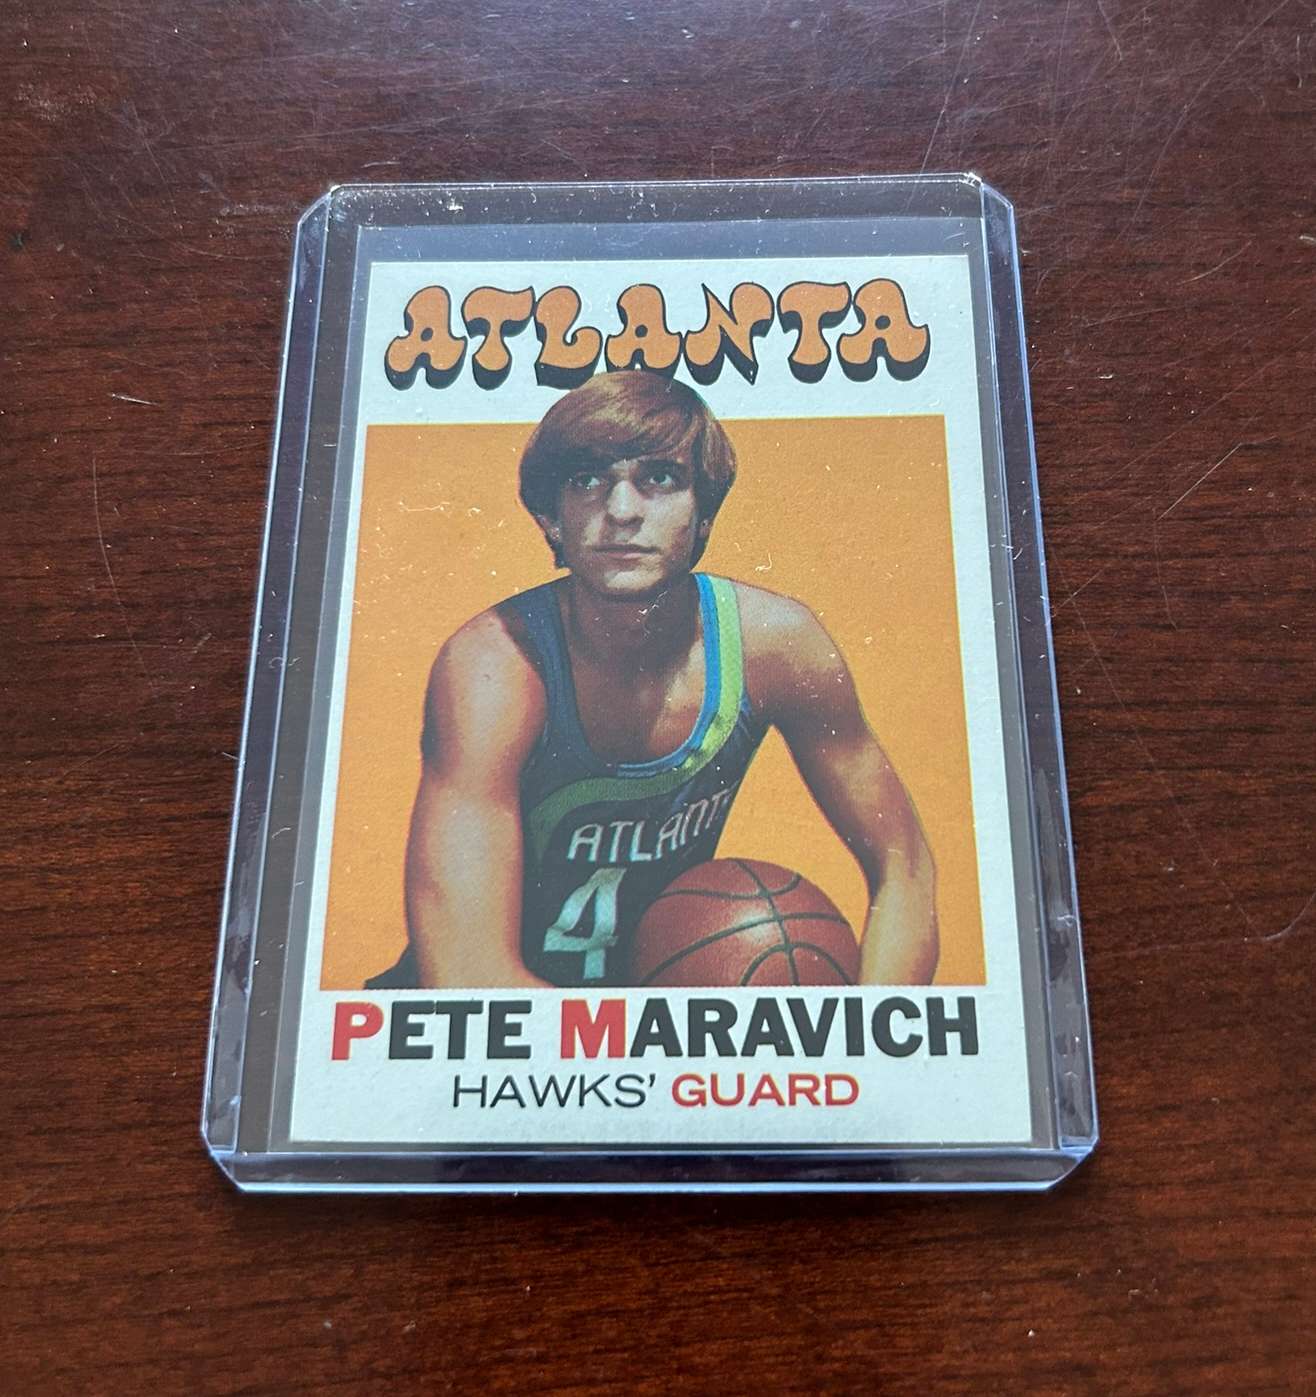 ATLANTA
ATLANT
4
PETE MARAVICH
HAWKS' GUARD